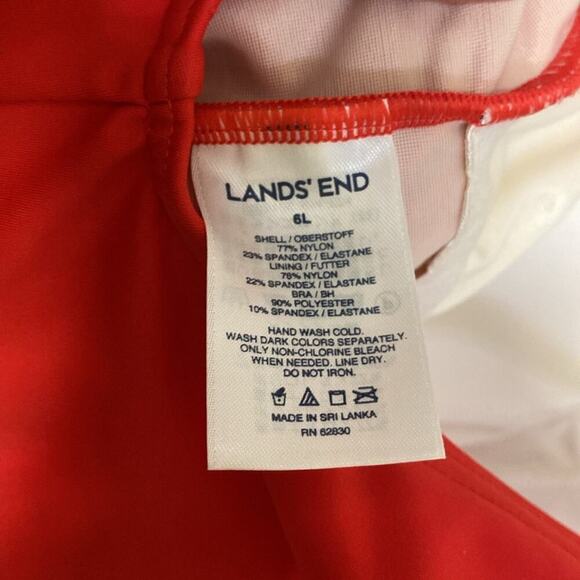 LANDS' END
6L
SHELL / OBERSTOFF
77% NYLON
23% SPANDEX / ELASTANE
LINING / FUTTER
78% NYLON
22% SPANDEX / ELASTANE
BRA / BH
90% POLYESTER
10% SPANDEX / ELASTANE
HAND WASH COLD.
WASH DARK COLORS SEPARATELY.
ONLY NON-CHLORINE BLEACH
WHEN NEEDED. LINE DRY.
DO NOT IRON.
MADE IN SRI LANKA
RN 62830